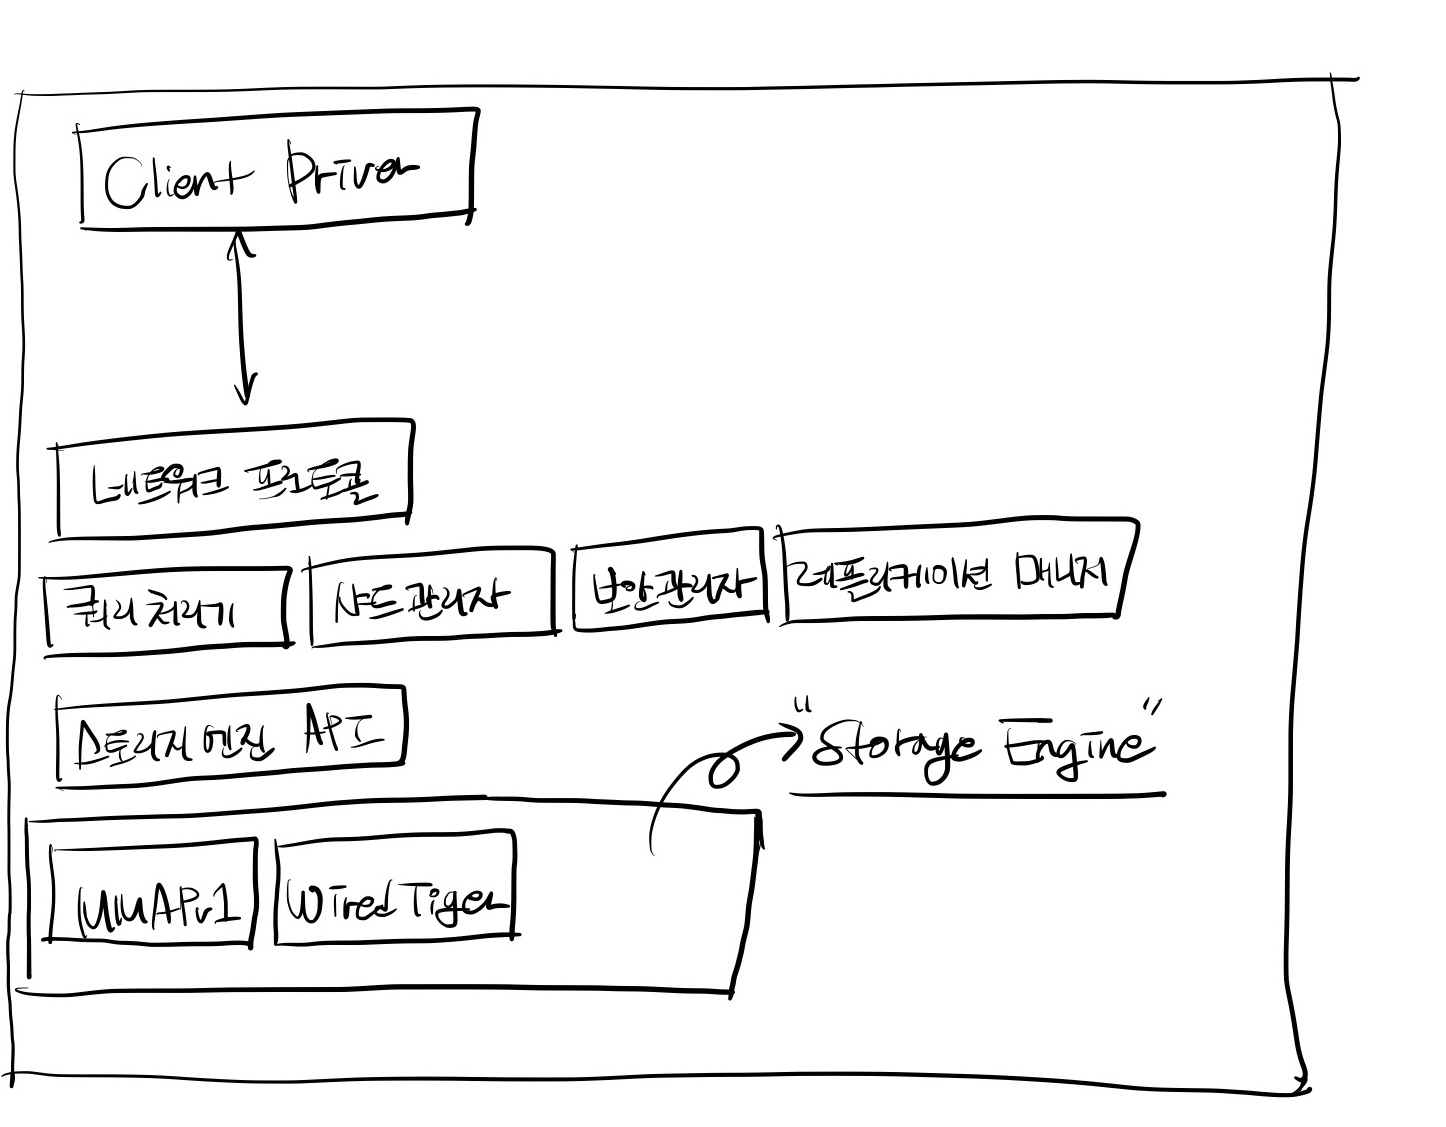 Client Driver
네트워크 프로토콜
쿼리 처리기
샤드 관리자
보안관리자
레플리케이션 매니저
스토리지 엔진 API
"Storage Engine"
MMAPv1
WiredTiger